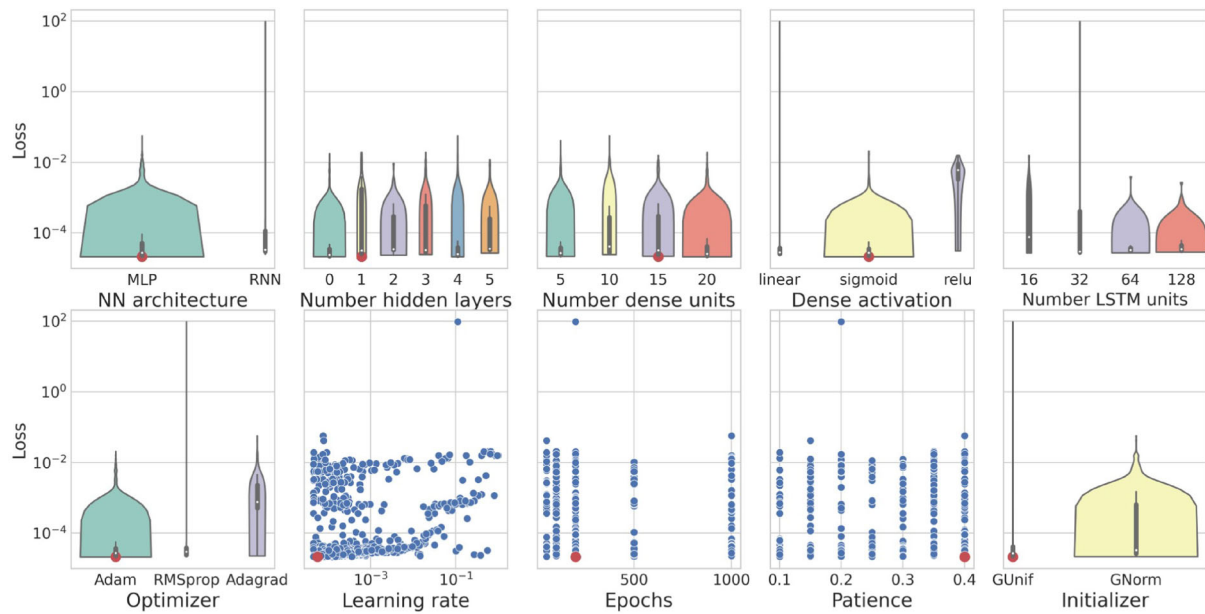 10²
10⁰
10⁻²
10⁻⁴
Loss
MLP RNN
NN architecture
0 1 2 3 4 5
Number hidden layers
5 10 15 20
Number dense units
linear sigmoid relu
Dense activation
16 32 64 128
Number LSTM units
10²
10⁰
10⁻²
10⁻⁴
Loss
Adam RMSprop Adagrad
Optimizer
10⁻³ 10⁻¹
Learning rate
500 1000
Epochs
0.1 0.2 0.3 0.4
Patience
GUnif GNorm
Initializer